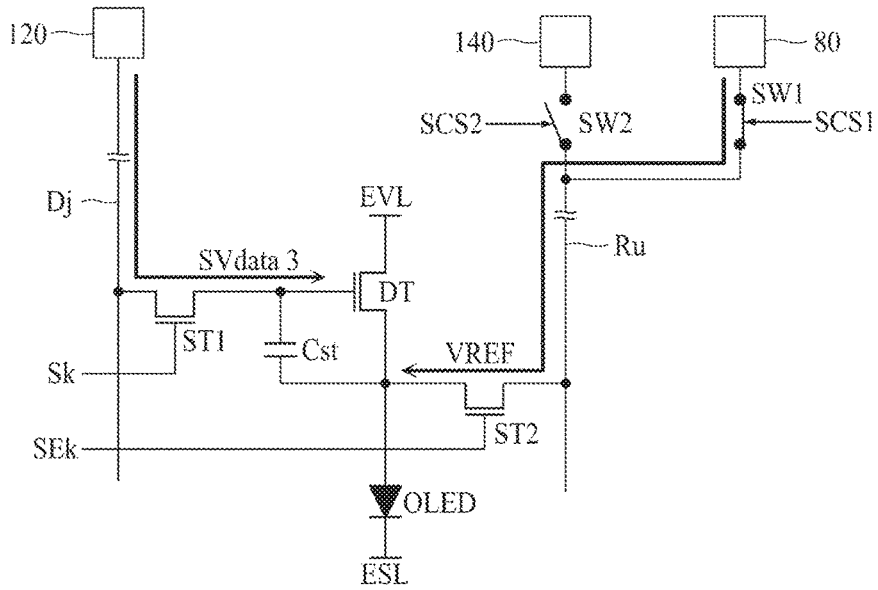 120
140
80
SCS2
SW2
SW1
SCS1
Dj
EVL
Ru
SVdata 3
DT
ST1
Cst
VREF
Sk
ST2
SEk
OLED
ESL